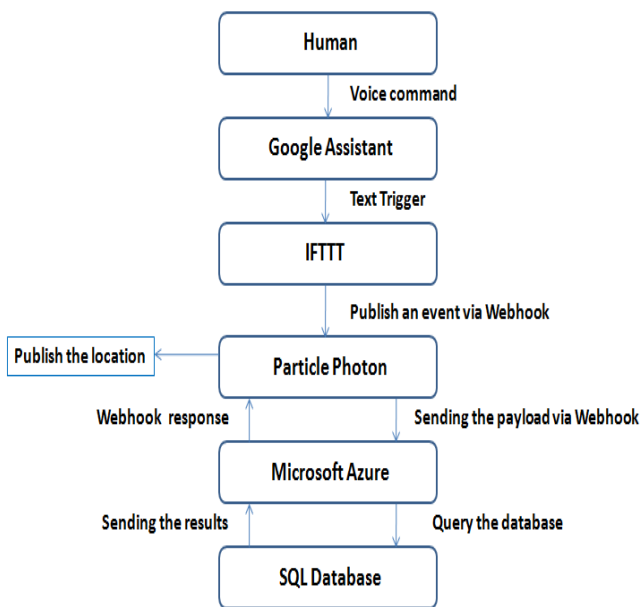 Human
Voice command
Google Assistant
Text Trigger
IFTTT
Publish an event via Webhook
Publish the location
Particle Photon
Webhook response
Sending the payload via Webhook
Microsoft Azure
Sending the results
Query the database
SQL Database